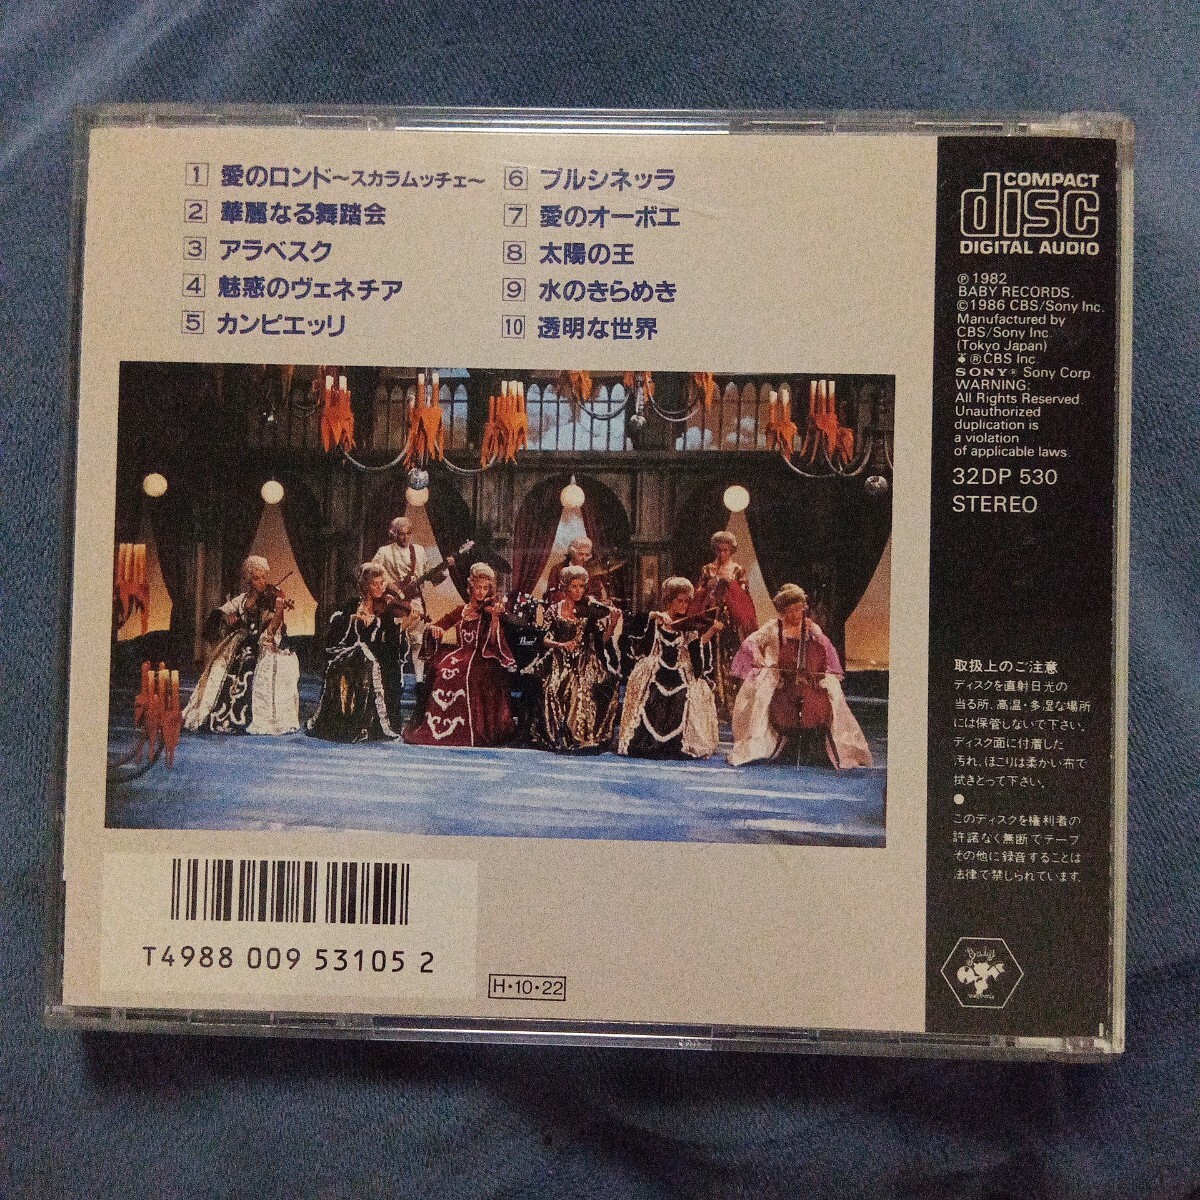 1 愛のロンド~スカラムッチェ~
2 華麗なる舞踏会
3 アラベスク
4 魅惑のヴェネチア
5 カンピエッリ
6 プルシネッラ
7 愛のオーボエ
8 太陽の王
9 水のきらめき
10 透明な世界
COMPACT
disc
DIGITAL AUDIO
Ⓟ1982
BABY RECORDS.
©1986 CBS/Sony Inc.
Manufactured by
CBS/Sony Inc.
(Tokyo Japan)
®CBS Inc.
SONY® Sony Corp.
WARNING:
All Rights Reserved.
Unauthorized
duplication is
a violation
of applicable laws.
32DP 530
STEREO
取扱上のご注意
ディスクを直射日光の
当る所、高温・多湿な場所
には保管しないで下さい。
ディスク面に付着した
汚れ、ほこりは柔かい布で
拭きとって下さい。
●
このディスクを権利者の
許諾なく無断でテープ
その他に録音することは
法律で禁じられています。
Baby
T4988 009 53105 2
H・10・22